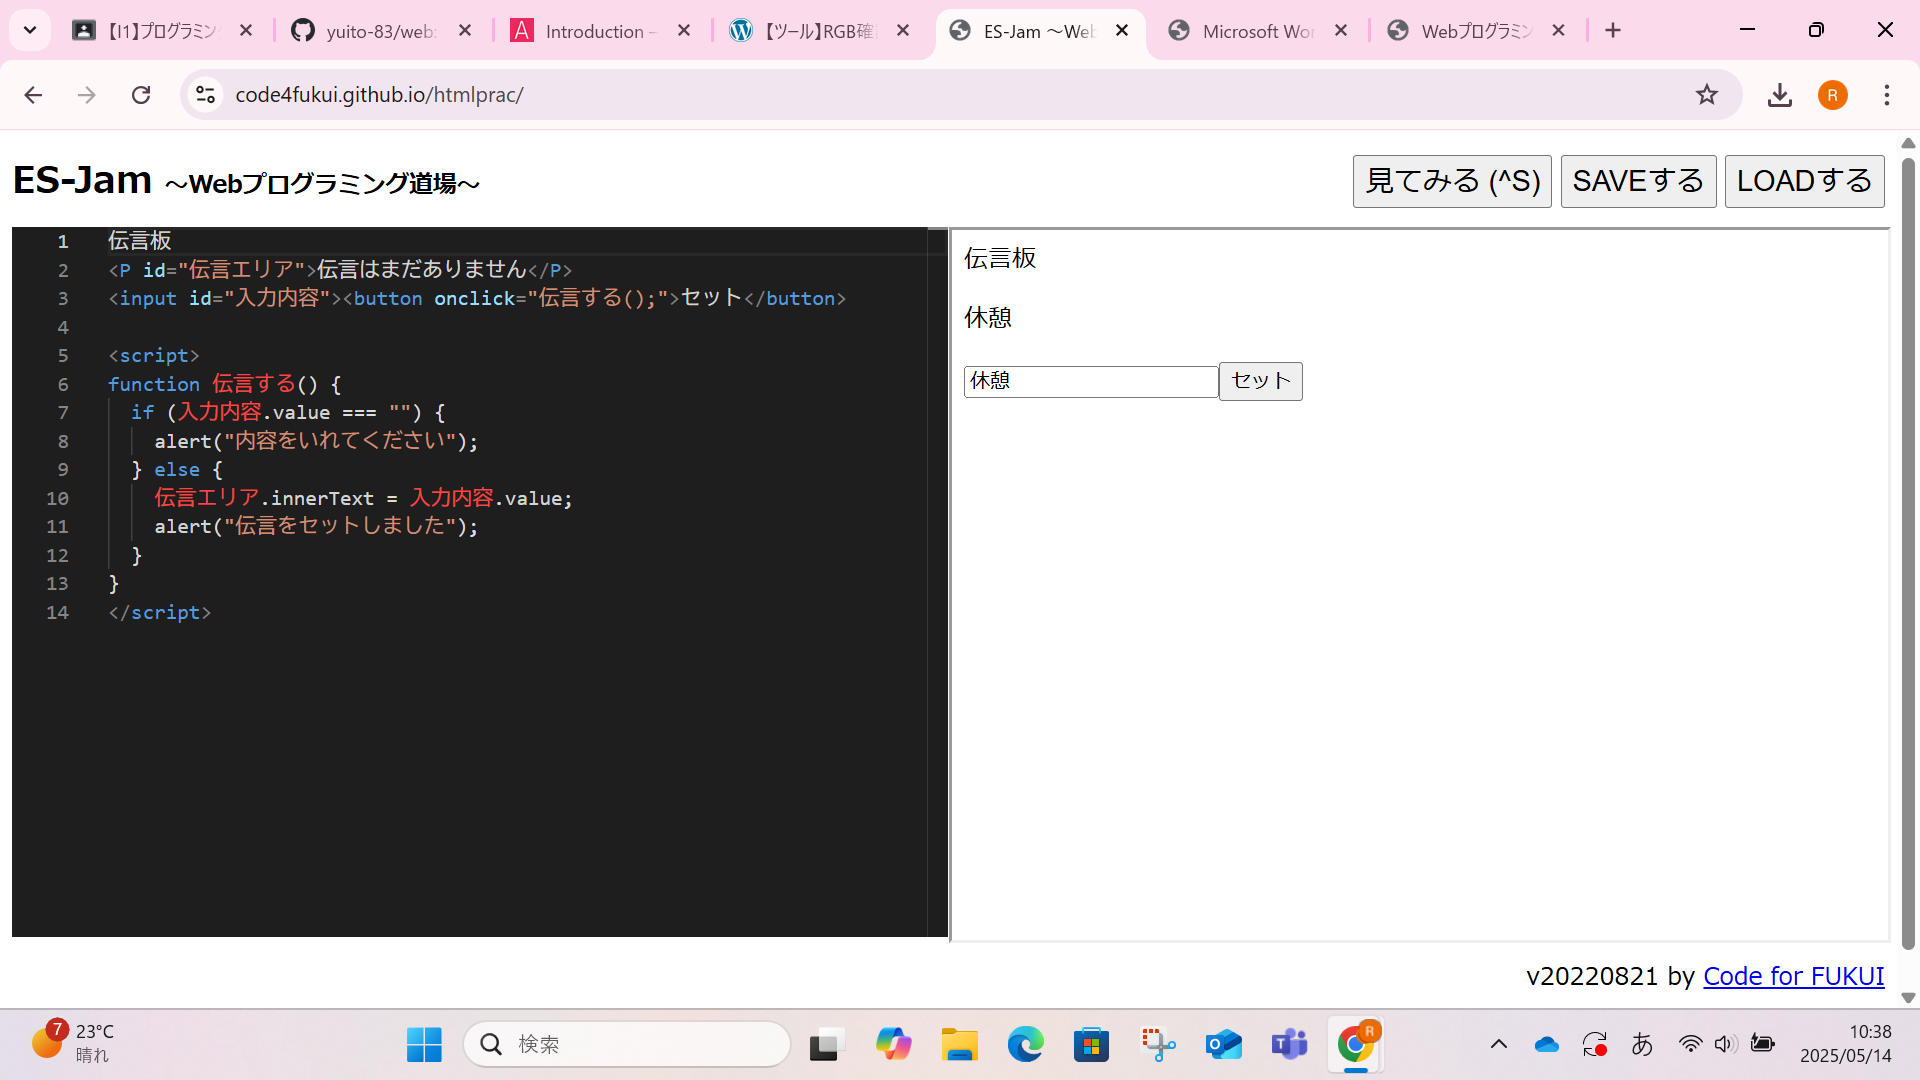 【I1】プログラミン
yuito-83/web
Introduction –
【ツール】RGB確
ES-Jam ～Web
Microsoft Wor
Webプログラミン
code4fukui.github.io/htmlprac/
R
ES-Jam ～Webプログラミング道場～
見てみる (^S)
SAVEする
LOADする
1 伝言板
2 <P id="伝言エリア">伝言はまだありません</P>
3 <input id="入力内容"><button onclick="伝言する();">セット</button>
4
5 <script>
6 function 伝言する() {
7 if (入力内容.value === "") {
8 alert("内容をいれてください");
9 } else {
10 伝言エリア.innerText = 入力内容.value;
11 alert("伝言をセットしました");
12 }
13 }
14 </script>
伝言板
休憩
休憩 セット
v20220821 by Code for FUKUI
7
23°C
晴れ
検索
R
あ
10:38
2025/05/14